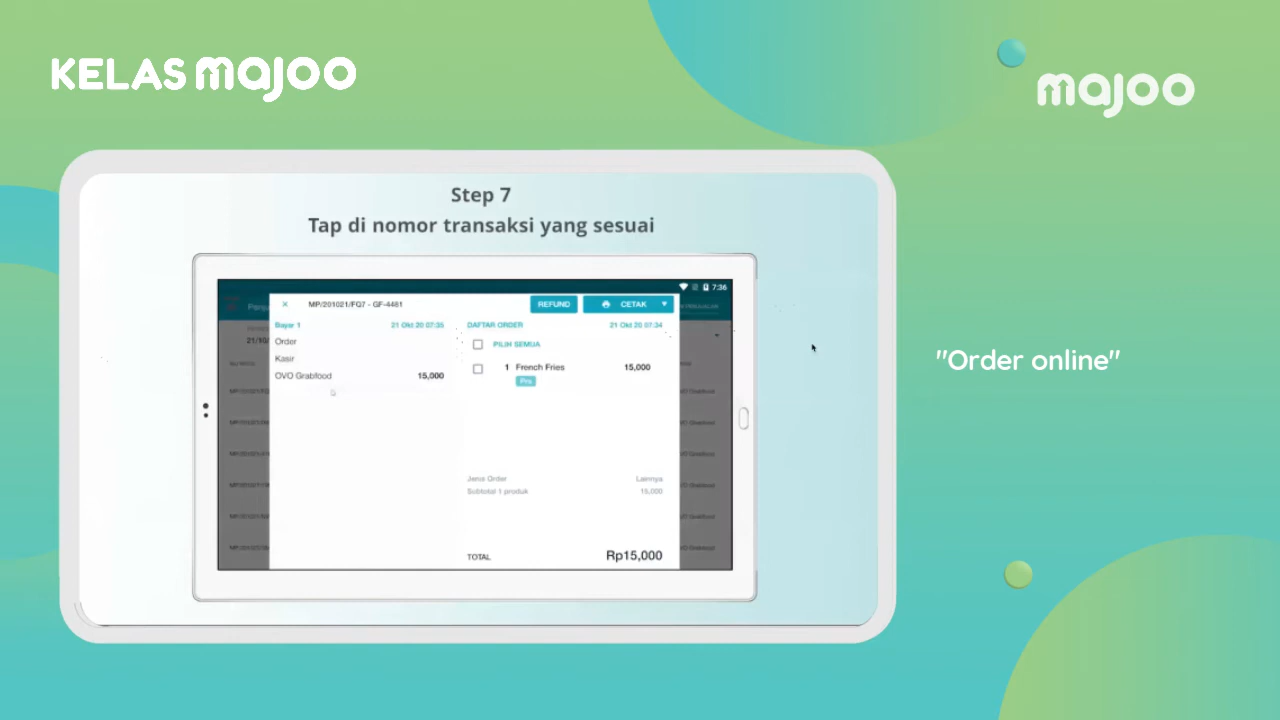 KELAS majoo
majoo
Step 7
Tap di nomor transaksi yang sesuai
7:36
MP/201021/FQ7 - GF-4481
REFUND
CETAK
Bayar 1
21 Okt 20 07:35
DAFTAR ORDER
21 Okt 20 07:34
Order
PILIH SEMUA
Kasir
1 French Fries 15,000
Pcs
OVO Grabfood 15,000
Jenis Order Lainnya
Subtotal 1 produk 15,000
TOTAL Rp15,000
"Order online"